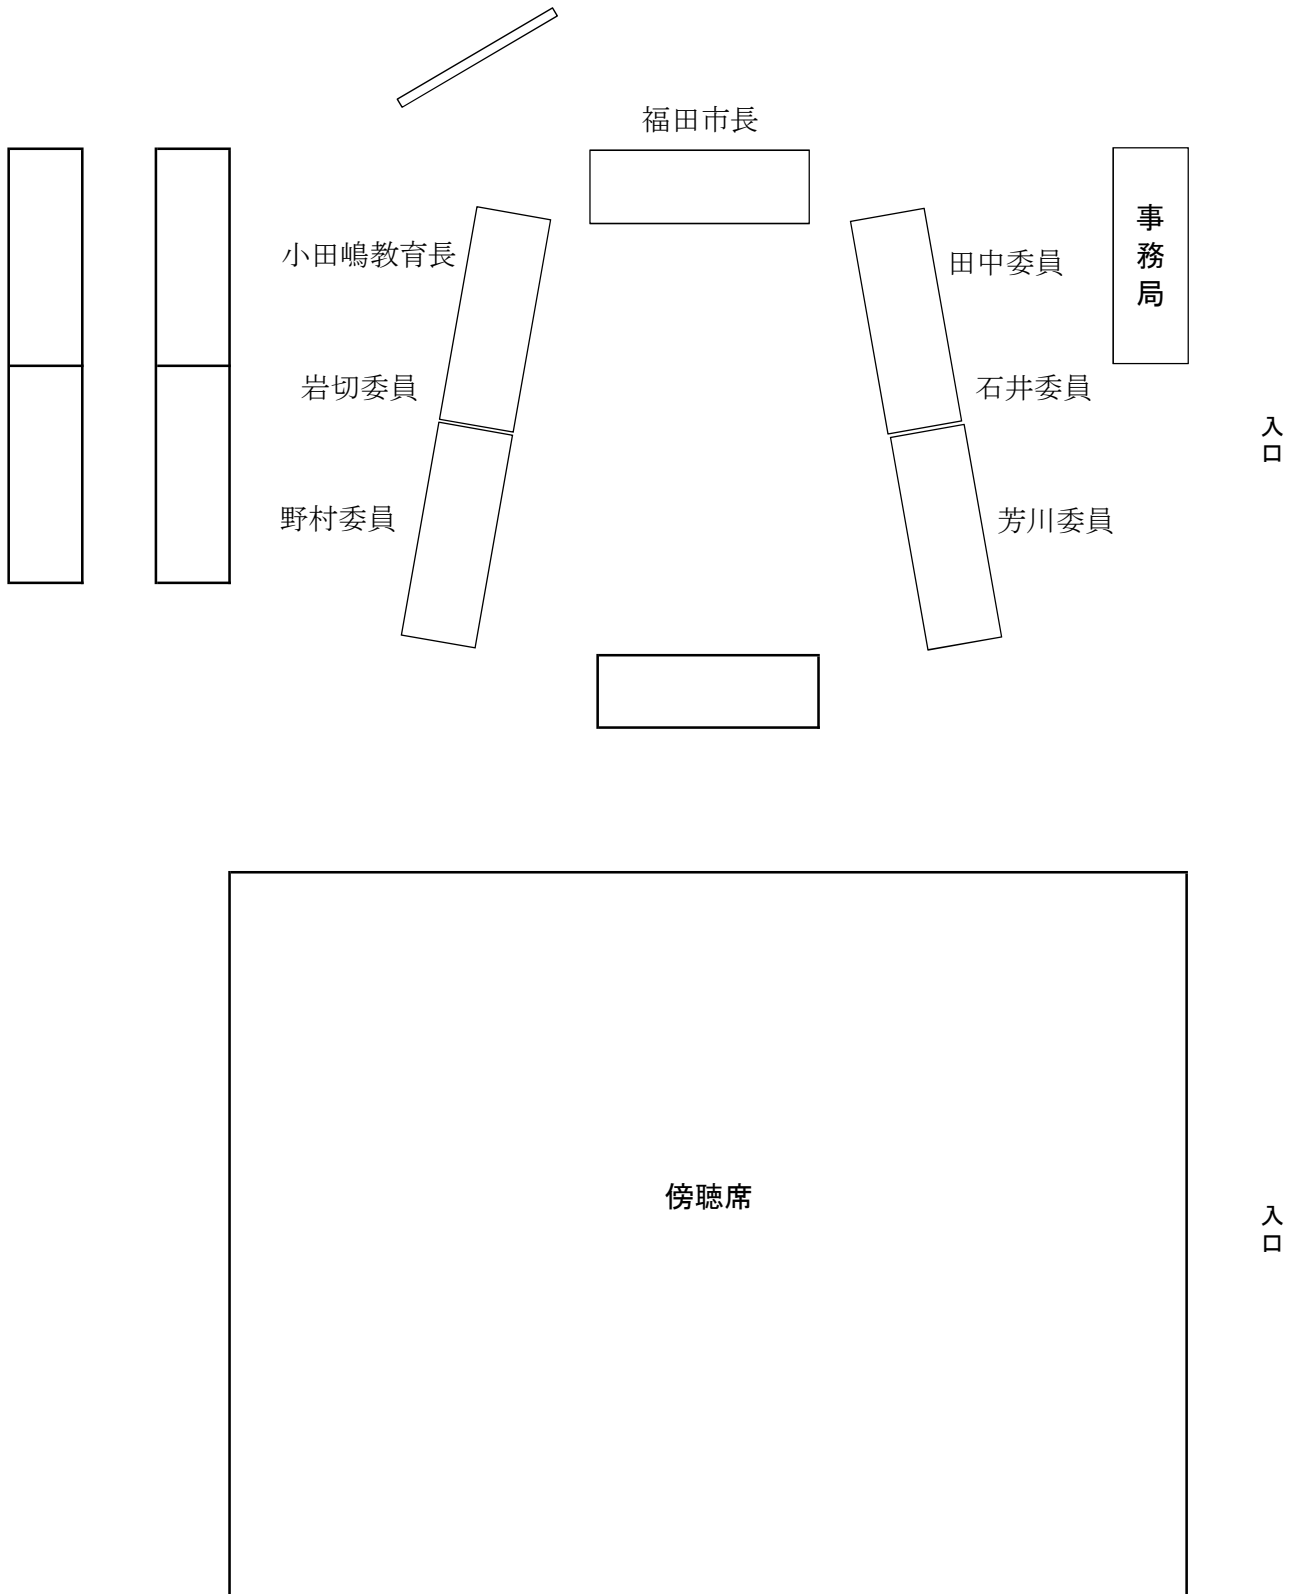 福田市長
小田嶋教育長
田中委員
事務局
岩切委員
石井委員
入口
野村委員
芳川委員
傍聴席
入口